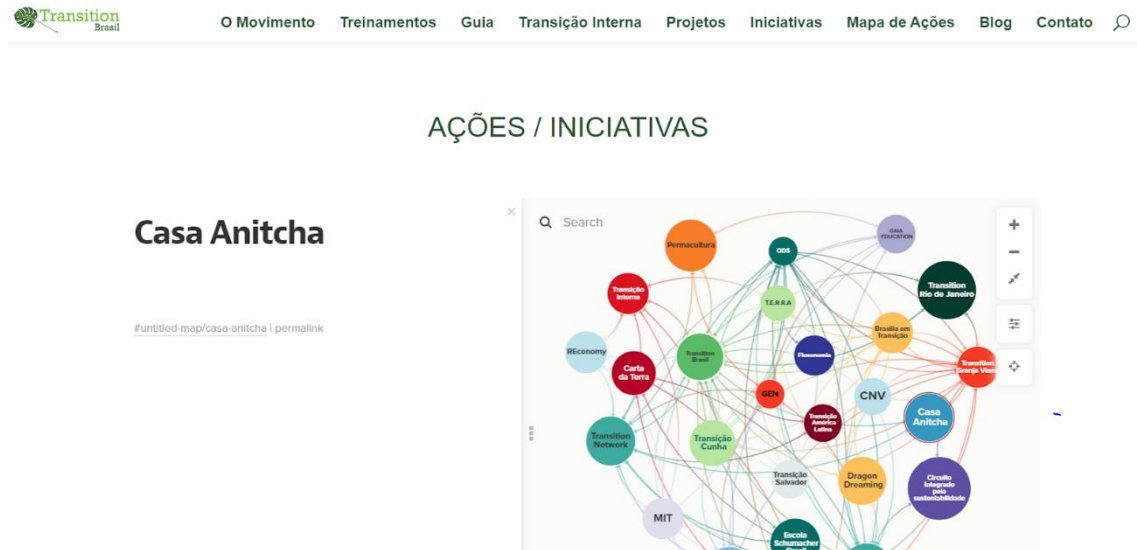 Transition
Brasil
O Movimento
Treinamentos
Guia
Transição Interna
Projetos
Iniciativas
Mapa de Ações
Blog
Contato
AÇÕES / INICIATIVAS
Casa Anitcha
#untitled-map/casa-anitcha | permalink
Search
Permacultura
GAIA
EDUCATION
ODS
Transição
Interna
Transition
Rio de Janeiro
T.E.R.R.A
Brasília em
Transição
REconomy
Transition
Brasil
Fluxonomia
Transition
Granja Vian
Carta
da Terra
GEN
CNV
Transição
América
Latina
Casa
Anitcha
Transition
Network
Transição
Cunha
Transição
Salvador
Dragon
Dreaming
Circuito
Integrado
pela
sustentabilidade
MIT
Escola
Schumacher
Brasil